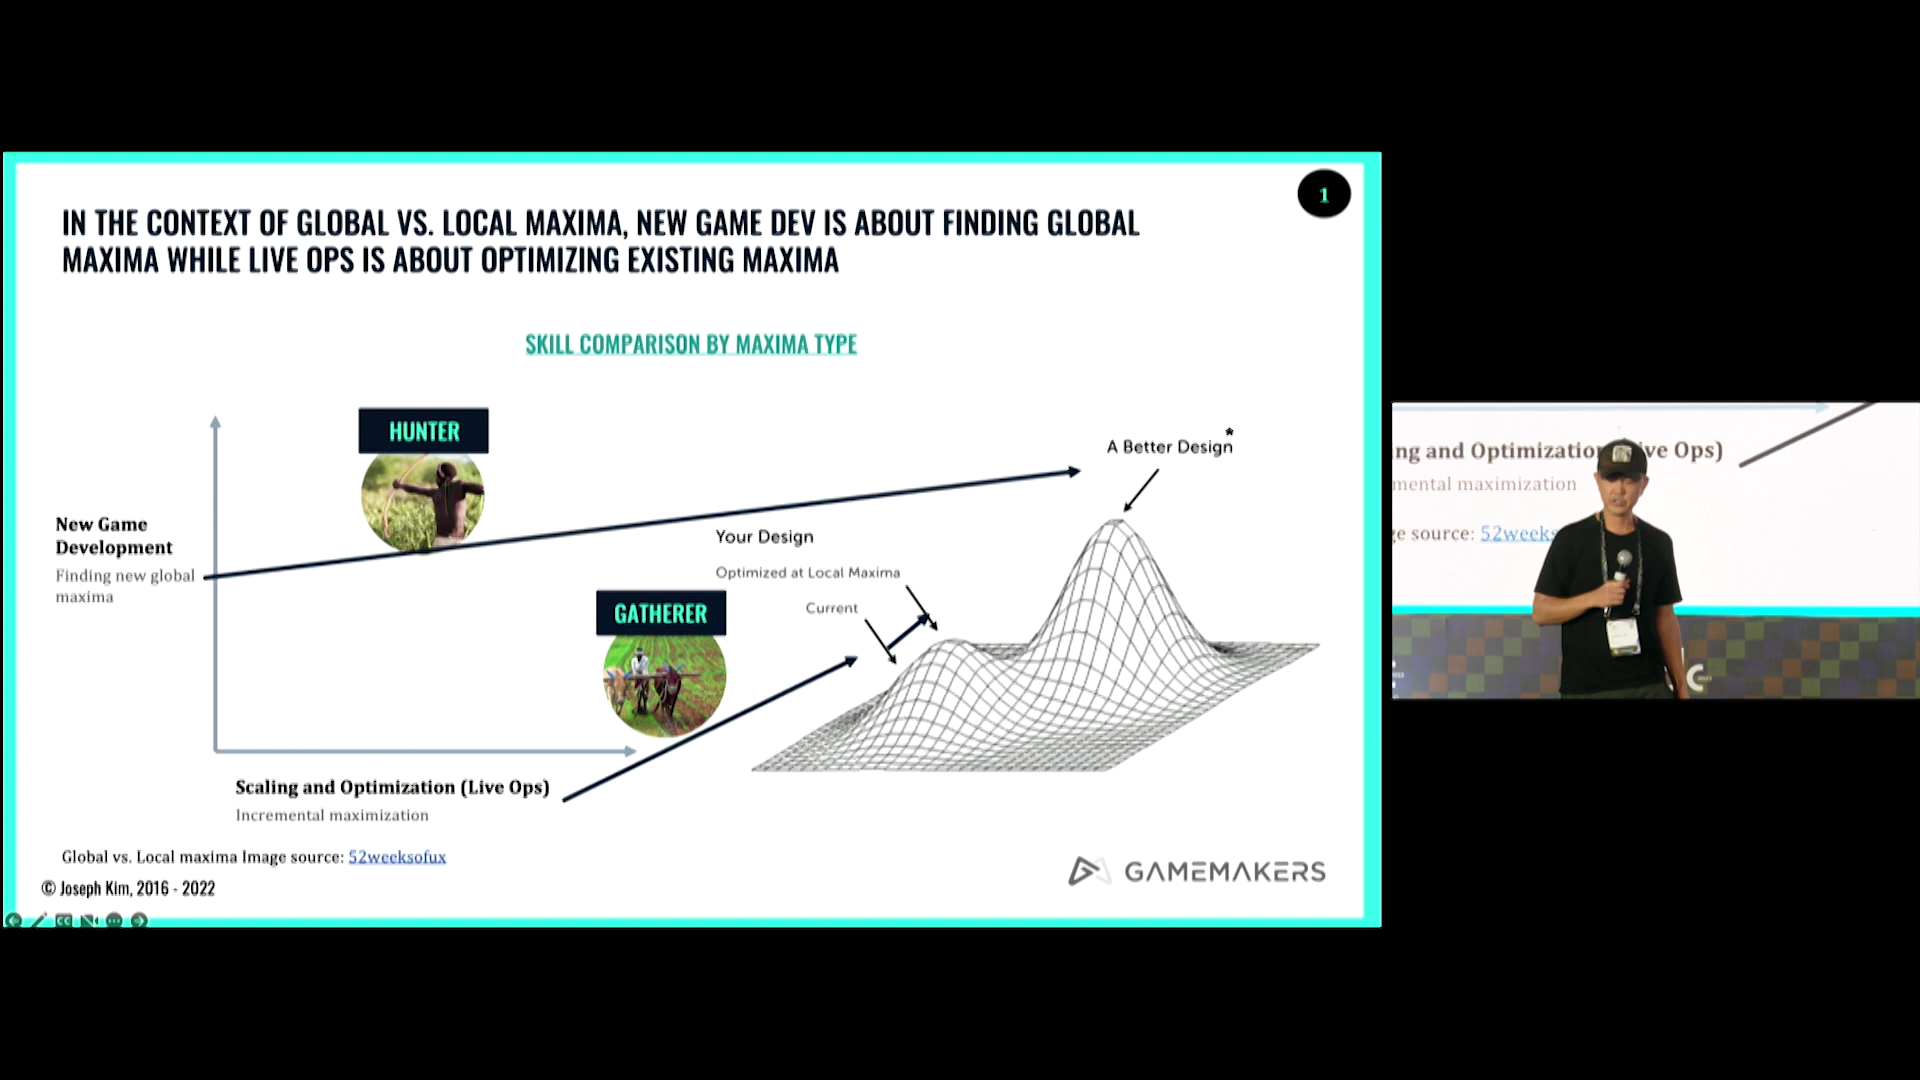 1
IN THE CONTEXT OF GLOBAL VS. LOCAL MAXIMA, NEW GAME DEV IS ABOUT FINDING GLOBAL
MAXIMA WHILE LIVE OPS IS ABOUT OPTIMIZING EXISTING MAXIMA
SKILL COMPARISON BY MAXIMA TYPE
HUNTER
A Better Design*
New Game
Development
Finding new global
maxima
Your Design
Optimized at Local Maxima
Current
GATHERER
Scaling and Optimization (Live Ops)
Incremental maximization
Global vs. Local maxima Image source: 52weeksofux
© Joseph Kim, 2016 - 2022
GAMEMAKERS
CC
ng and Optimization ve Ops)
mental maximization
e source: 52weeks
C